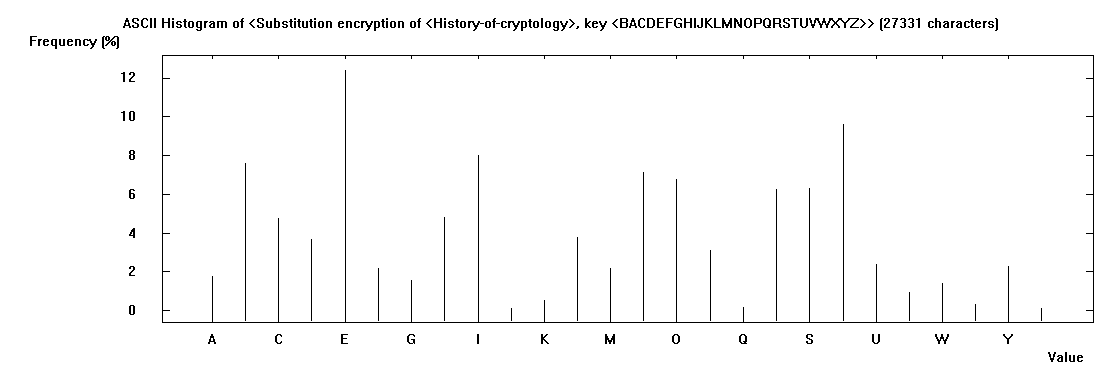 ASCII Histogram of <Substitution encryption of <History-of-cryptology>, key <BACDEFGHIJKLMNOPQRSTUVWXYZ>> (27331 characters)
Frequency (%)
12
10
8
6
4
2
0
A C E G I K M O Q S U W Y
Value